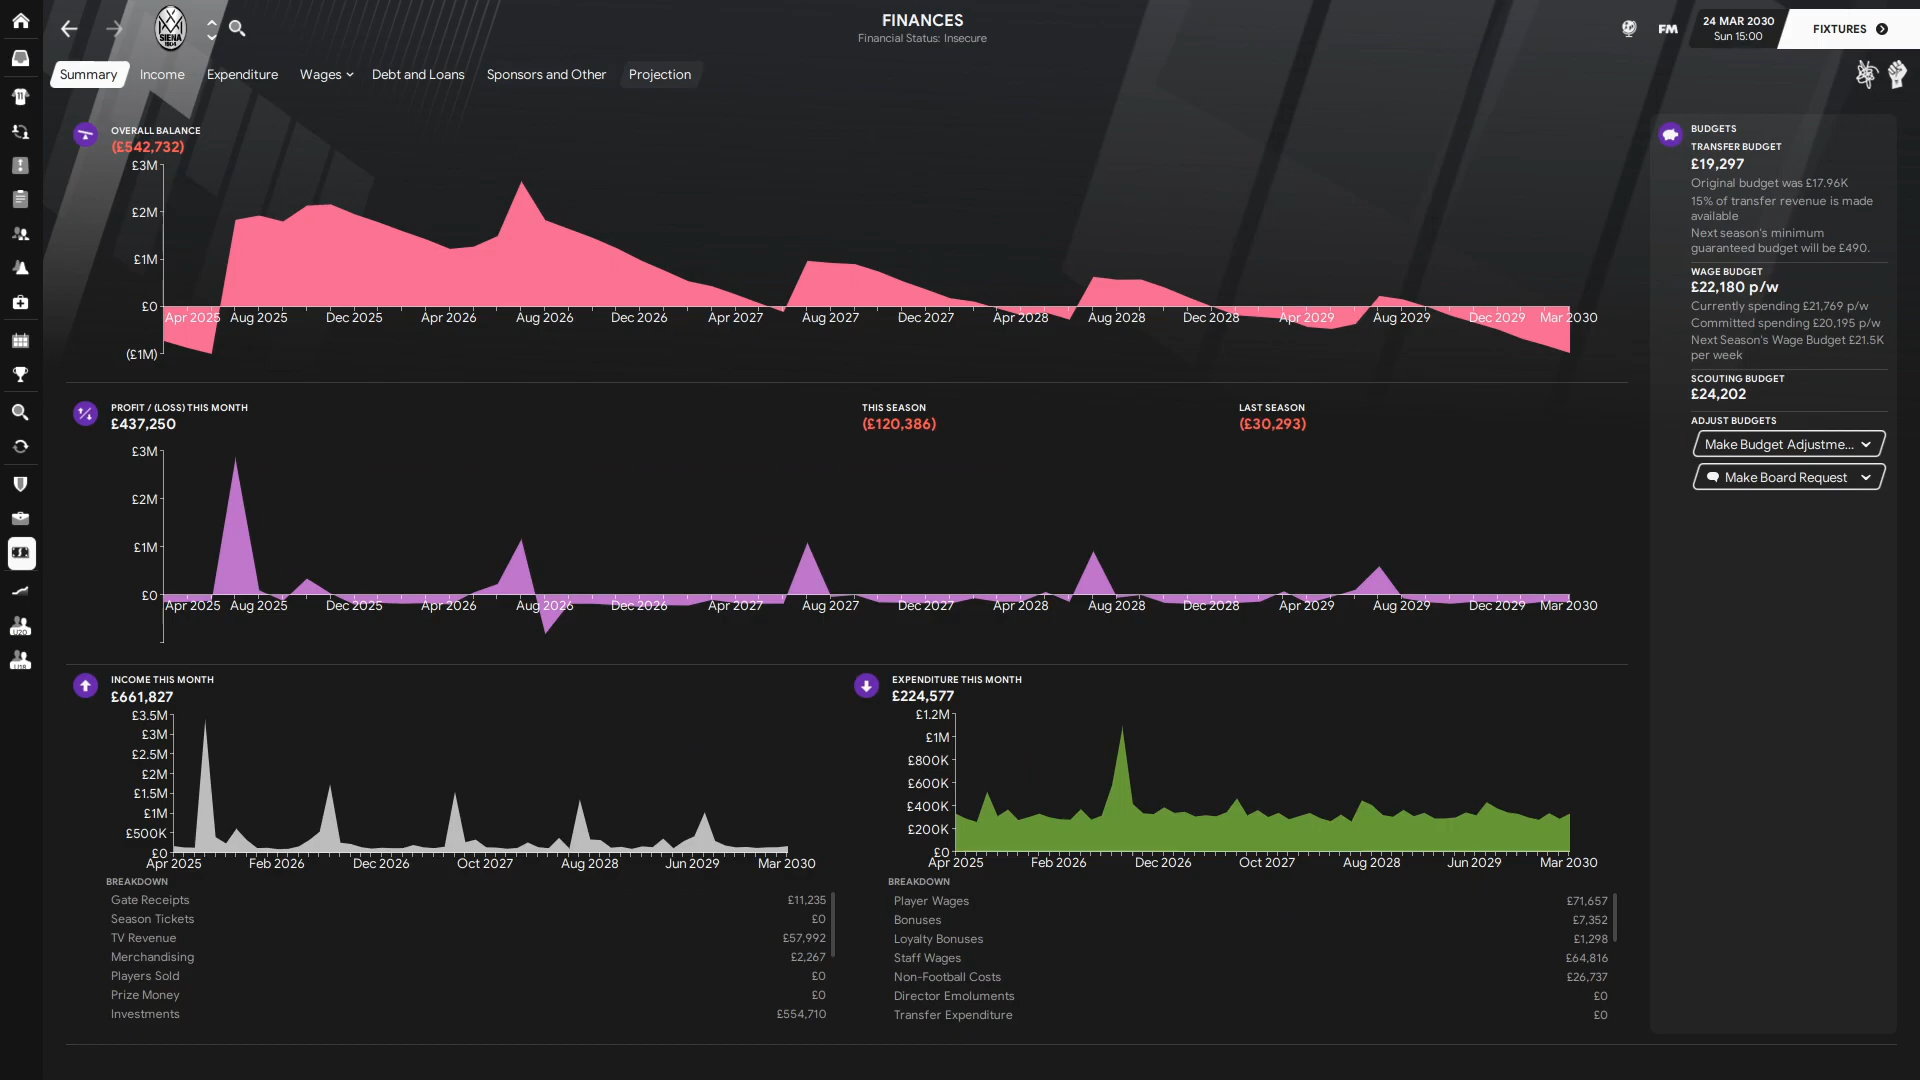 FINANCES
Financial Status: Insecure
SIENA
1904
FM
24 MAR 2030
Sun 15:00
FIXTURES
Summary
Income
Expenditure
Wages
Debt and Loans
Sponsors and Other
Projection
11
U20
U18
OVERALL BALANCE
(£542,732)
£3M
£2M
£1M
£0
(£1M)
Apr 2025 Aug 2025 Dec 2025 Apr 2026 Aug 2026 Dec 2026 Apr 2027 Aug 2027 Dec 2027 Apr 2028 Aug 2028 Dec 2028 Apr 2029 Aug 2029 Dec 2029 Mar 2030
PROFIT / (LOSS) THIS MONTH
£437,250
THIS SEASON
(£120,386)
LAST SEASON
(£30,293)
£3M
£2M
£1M
£0
Apr 2025 Aug 2025 Dec 2025 Apr 2026 Aug 2026 Dec 2026 Apr 2027 Aug 2027 Dec 2027 Apr 2028 Aug 2028 Dec 2028 Apr 2029 Aug 2029 Dec 2029 Mar 2030
INCOME THIS MONTH
£661,827
£3.5M
£3M
£2.5M
£2M
£1.5M
£1M
£500K
£0
Apr 2025 Feb 2026 Dec 2026 Oct 2027 Aug 2028 Jun 2029 Mar 2030
BREAKDOWN
Gate Receipts £11,235
Season Tickets £0
TV Revenue £57,992
Merchandising £2,267
Players Sold £0
Prize Money £0
Investments £554,710
EXPENDITURE THIS MONTH
£224,577
£1.2M
£1M
£800K
£600K
£400K
£200K
£0
Apr 2025 Feb 2026 Dec 2026 Oct 2027 Aug 2028 Jun 2029 Mar 2030
BREAKDOWN
Player Wages £71,657
Bonuses £7,352
Loyalty Bonuses £1,298
Staff Wages £64,816
Non-Football Costs £26,737
Director Emoluments £0
Transfer Expenditure £0
BUDGETS
TRANSFER BUDGET
£19,297
Original budget was £17.96K
15% of transfer revenue is made
available
Next season's minimum
guaranteed budget will be £490.
WAGE BUDGET
£22,180 p/w
Currently spending £21,769 p/w
Committed spending £20,195 p/w
Next Season's Wage Budget £21.5K
per week
SCOUTING BUDGET
£24,202
ADJUST BUDGETS
Make Budget Adjustme...
Make Board Request